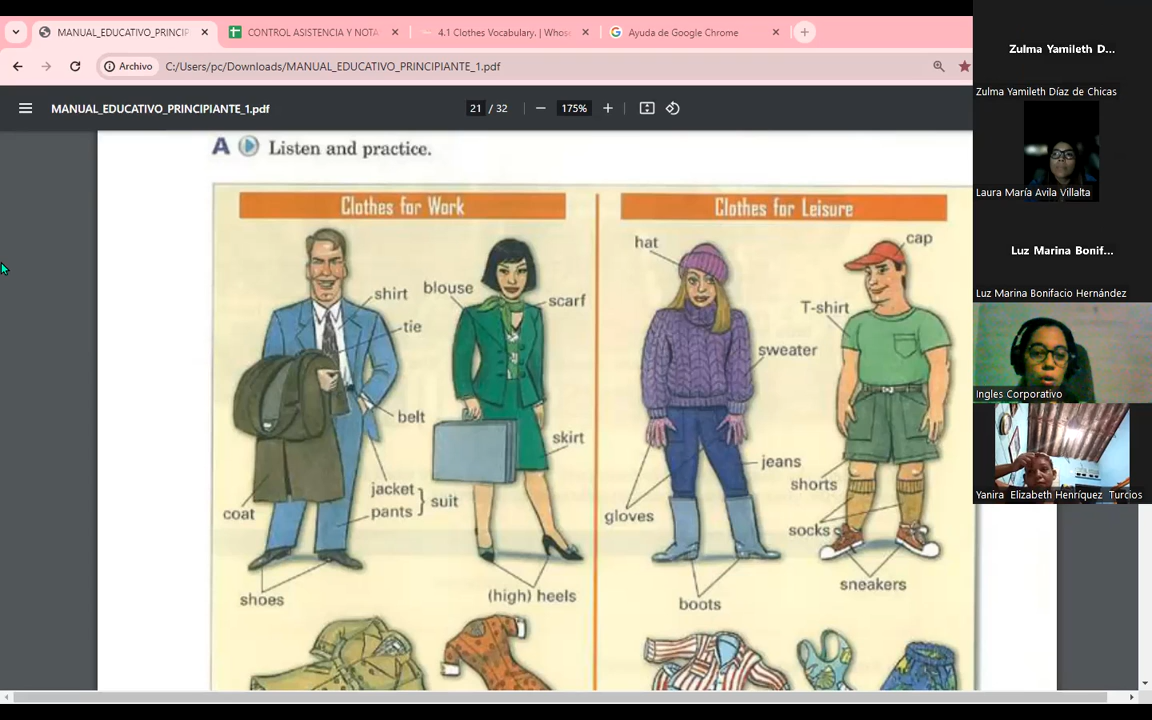 MANUAL_EDUCATIVO_PRINCIP
CONTROL ASISTENCIA Y NOTA
4.1 Clothes Vocabulary. | Whose
Ayuda de Google Chrome
Archivo
C:/Users/pc/Downloads/MANUAL_EDUCATIVO_PRINCIPIANTE_1.pdf
MANUAL_EDUCATIVO_PRINCIPIANTE_1.pdf
21 / 32
175%
A Listen and practice.
Clothes for Work
Clothes for Leisure
shirt
blouse
scarf
tie
belt
skirt
jacket
pants
suit
coat
shoes
(high) heels
hat
cap
T-shirt
sweater
jeans
shorts
gloves
socks
sneakers
boots
Zulma Yamileth D...
Zulma Yamileth Díaz de Chicas
Laura María Avila Villalta
Luz Marina Bonif...
Luz Marina Bonifacio Hernández
Ingles Corporativo
Yanira Elizabeth Henríquez Turcios